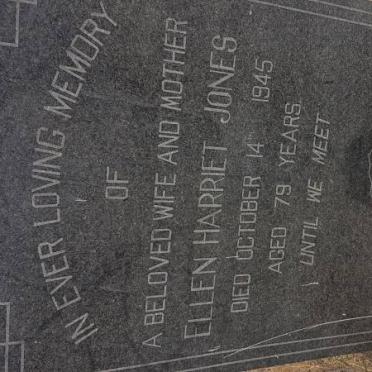 IN EVER LOVING MEMORY
OF
A BELOVED WIFE AND MOTHER
ELLEN HARRIET JONES
DIED OCTOBER 14 1945
AGED 79 YEARS
UNTIL WE MEET